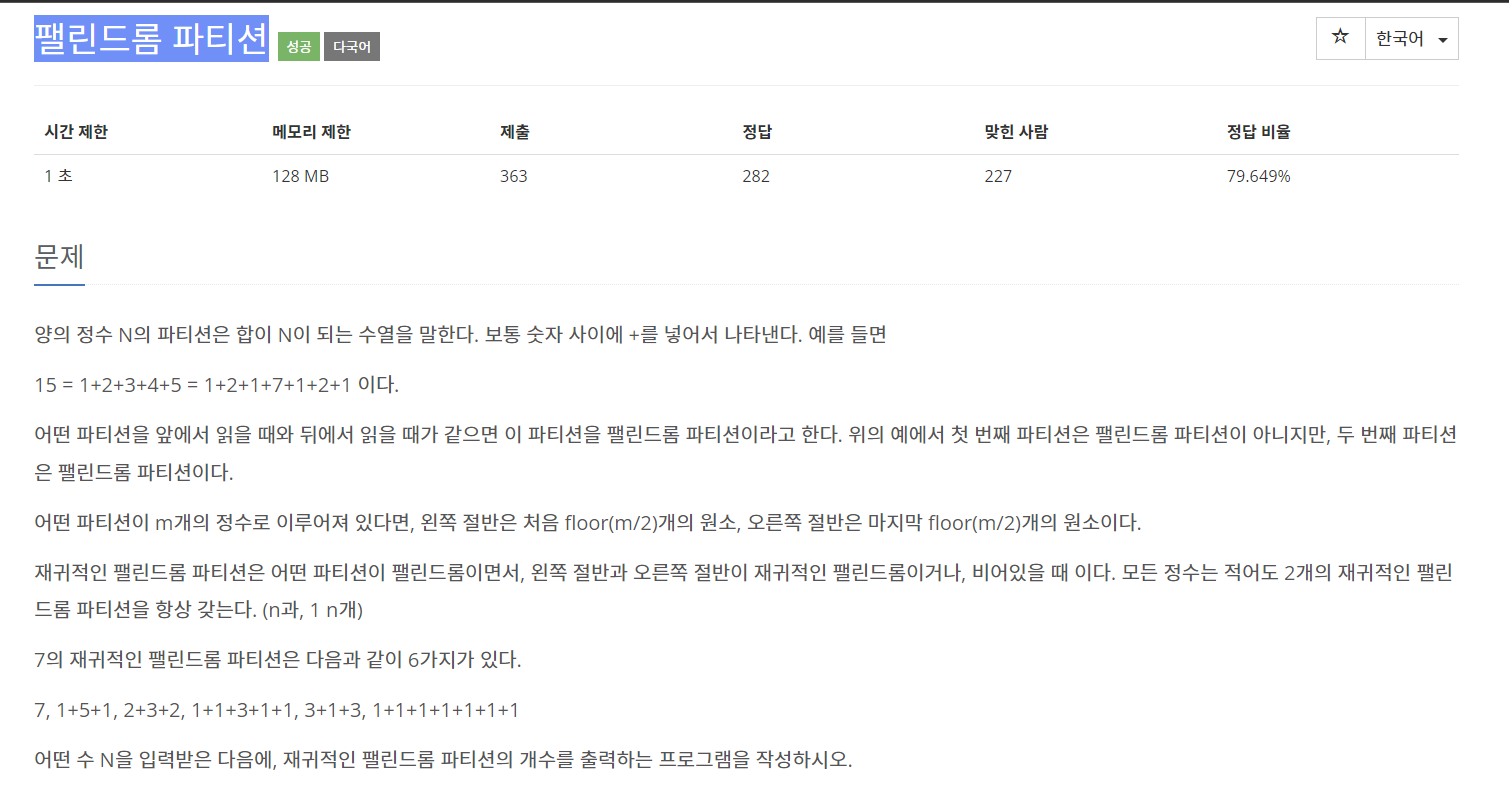 팰린드롬 파티션 성공 다국어
☆ 한국어
시간 제한 메모리 제한 제출 정답 맞힌 사람 정답 비율
1 초 128 MB 363 282 227 79.649%
문제
양의 정수 N의 파티션은 합이 N이 되는 수열을 말한다. 보통 숫자 사이에 +를 넣어서 나타낸다. 예를 들면
15 = 1+2+3+4+5 = 1+2+1+7+1+2+1 이다.
어떤 파티션을 앞에서 읽을 때와 뒤에서 읽을 때가 같으면 이 파티션을 팰린드롬 파티션이라고 한다. 위의 예에서 첫 번째 파티션은 팰린드롬 파티션이 아니지만, 두 번째 파티션
은 팰린드롬 파티션이다.
어떤 파티션이 m개의 정수로 이루어져 있다면, 왼쪽 절반은 처음 floor(m/2)개의 원소, 오른쪽 절반은 마지막 floor(m/2)개의 원소이다.
재귀적인 팰린드롬 파티션은 어떤 파티션이 팰린드롬이면서, 왼쪽 절반과 오른쪽 절반이 재귀적인 팰린드롬이거나, 비어있을 때 이다. 모든 정수는 적어도 2개의 재귀적인 팰린
드롬 파티션을 항상 갖는다. (n과, 1 n개)
7의 재귀적인 팰린드롬 파티션은 다음과 같이 6가지가 있다.
7, 1+5+1, 2+3+2, 1+1+3+1+1, 3+1+3, 1+1+1+1+1+1+1
어떤 수 N을 입력받은 다음에, 재귀적인 팰린드롬 파티션의 개수를 출력하는 프로그램을 작성하시오.